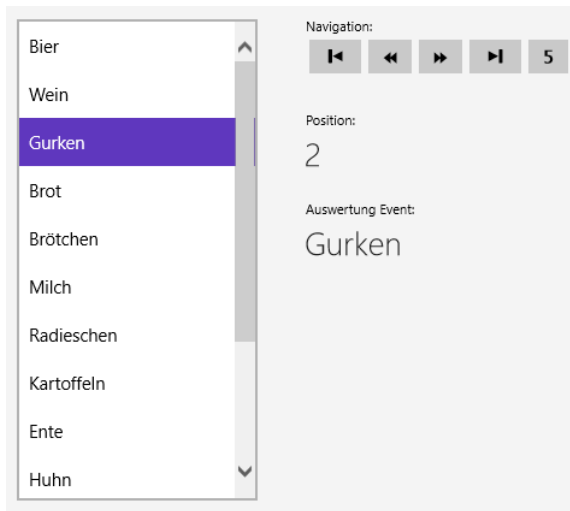 Bier
Wein
Gurken
Brot
Brötchen
Milch
Radieschen
Kartoffeln
Ente
Huhn
Navigation:
5
Position:
2
Auswertung Event:
Gurken